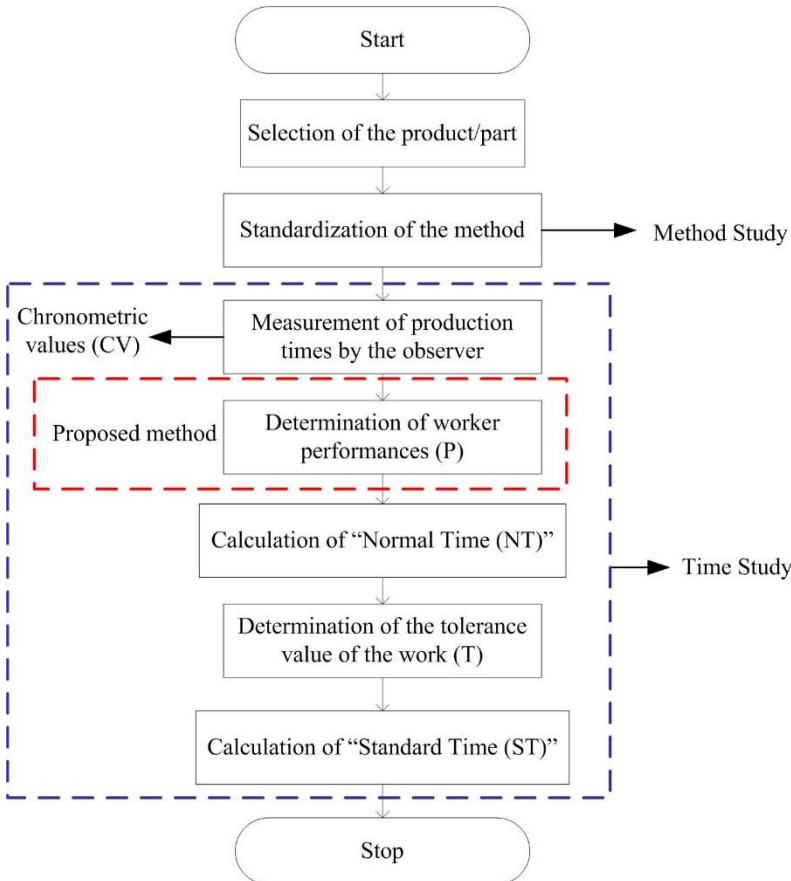 Start
Selection of the product/part
Standardization of the method
Method Study
Chronometric
values (CV)
Measurement of production
times by the observer
Proposed method
Determination of worker
performances (P)
Calculation of “Normal Time (NT)”
Time Study
Determination of the tolerance
value of the work (T)
Calculation of “Standard Time (ST)”
Stop